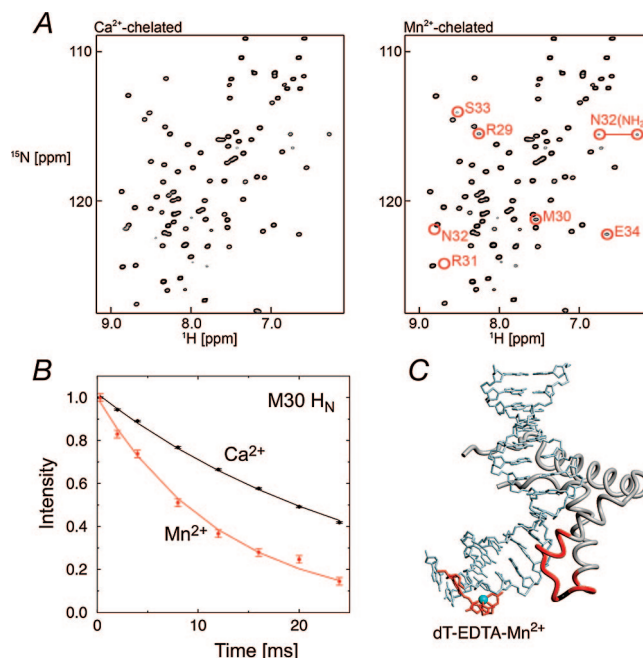 A Ca²⁺-chelated
Mn²⁺-chelated
110
120
¹⁵N [ppm]
9.0 8.0 7.0
¹H [ppm]
110
120
S33
R29
N32(NH₂
M30
N32
E34
R31
9.0 8.0 7.0
¹H [ppm]
B
M30 H_N
1.0
0.8
0.6
0.4
0.2
0.0
Intensity
Ca²⁺
Mn²⁺
0 10 20
Time [ms]
C
dT-EDTA-Mn²⁺